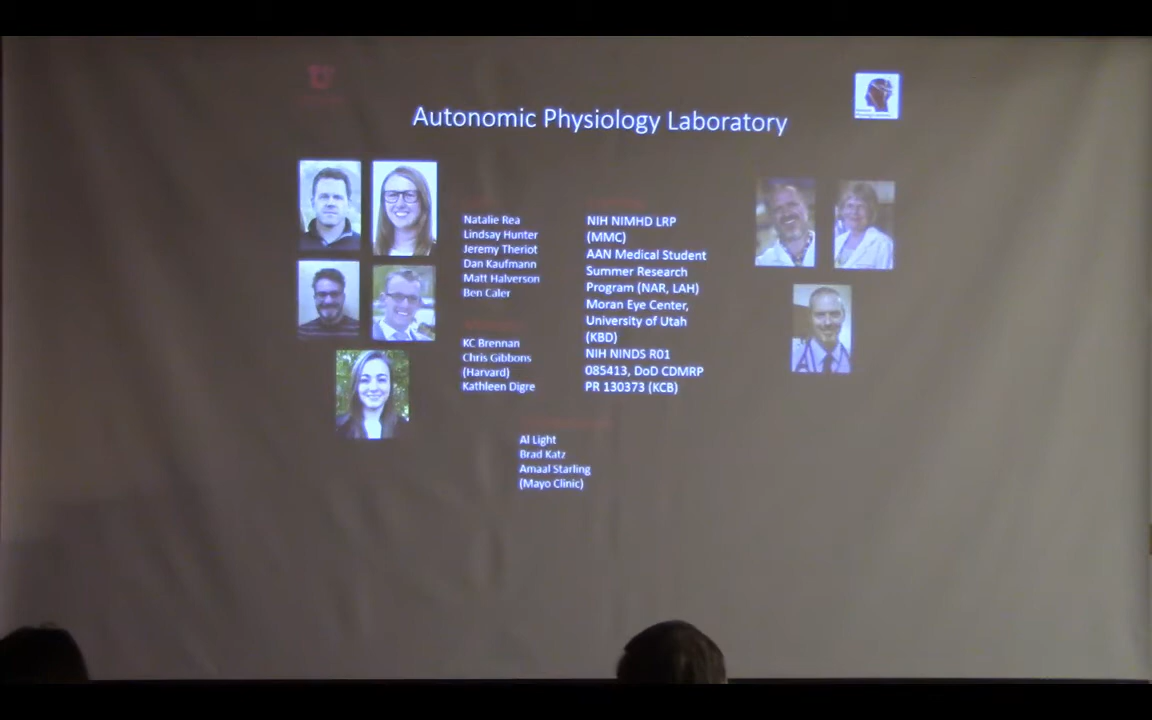 Autonomic Physiology Laboratory
Natalie Rea
Lindsay Hunter
Jeremy Theriot
Dan Kaufmann
Matt Halverson
Ben Caler
KC Brennan
Chris Gibbons
(Harvard)
Kathleen Digre
NIH NIMHD LRP
(MMC)
AAN Medical Student
Summer Research
Program (NAR, LAH)
Moran Eye Center,
University of Utah
(KBD)
NIH NINDS R01
085413, DoD CDMRP
PR 130373 (KCB)
Al Light
Brad Katz
Amaal Starling
(Mayo Clinic)